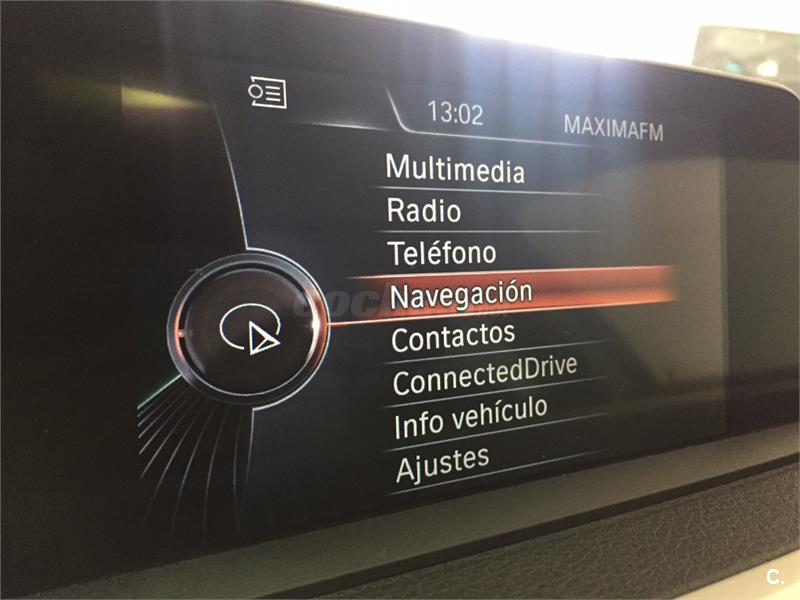 13:02
MAXIMAFM
Multimedia
Radio
Teléfono
Navegación
Contactos
ConnectedDrive
Info vehículo
Ajustes
C.